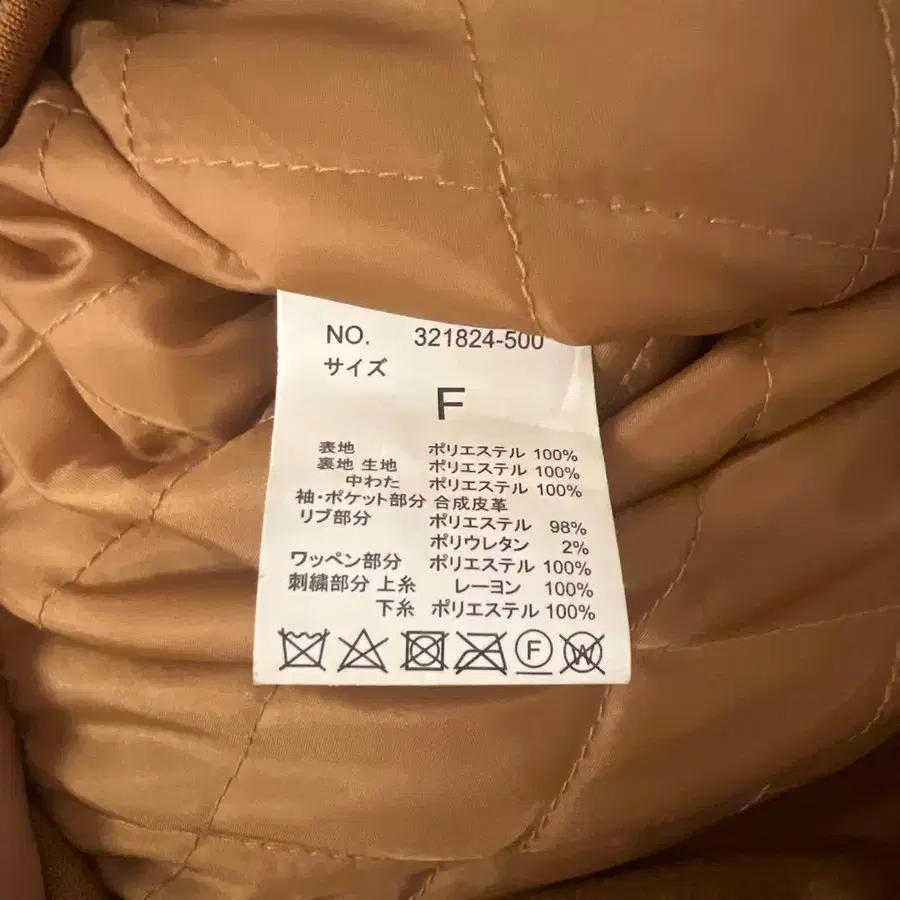 NO. 321824-500
サイズ
F
表地 ポリエステル 100%
裏地 生地 ポリエステル 100%
中わた ポリエステル 100%
袖・ポケット部分 合成皮革
リブ部分 ポリエステル 98%
ポリウレタン 2%
ワッペン部分 ポリエステル 100%
刺繍部分 上糸 レーヨン 100%
下糸 ポリエステル 100%
F W